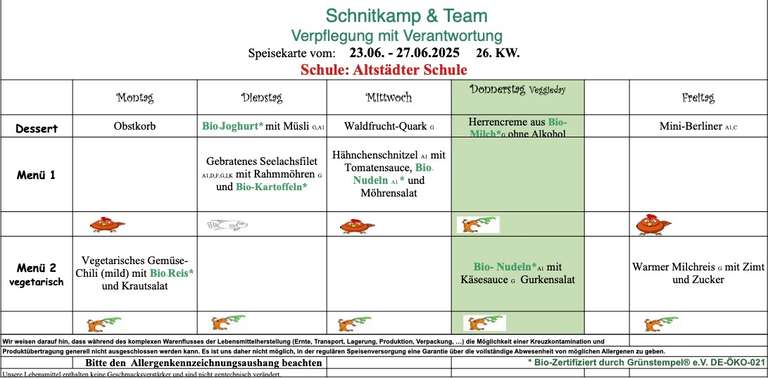 Schnitkamp & Team
Verpflegung mit Verantwortung
Speisekarte vom: 23.06. - 27.06.2025 26. KW.
Schule: Altstädter Schule
Montag Dienstag Mittwoch Donnerstag Veggieday Freitag
Dessert
Obstkorb
Bio-Joghurt* mit Müsli G,A1
Waldfrucht-Quark G
Herrencreme aus Bio-
Milch*G ohne Alkohol
Mini-Berliner A1,C
Menü 1
Gebratenes Seelachsfilet
A1,D,F,G,I,K mit Rahmmöhren G
und Bio-Kartoffeln*
Hähnchenschnitzel A1 mit
Tomatensauce, Bio-
Nudeln A1 * und
Möhrensalat
Menü 2
vegetarisch
Vegetarisches Gemüse-
Chili (mild) mit Bio Reis*
und Krautsalat
Bio- Nudeln*A1 mit
Käsesauce G Gurkensalat
Warmer Milchreis G mit Zimt
und Zucker
Wir weisen darauf hin, dass während des komplexen Warenflusses der Lebensmittelherstellung (Ernte, Transport, Lagerung, Produktion, Verpackung, ...) die Möglichkeit einer Kreuzkontamination und
Produktübertragung generell nicht ausgeschlossen werden kann. Es ist uns daher nicht möglich, in der regulären Speisenversorgung eine Garantie über die vollständige Abwesenheit von möglichen Allergenen zu geben.
Bitte den Allergenkennzeichnungsaushang beachten
* Bio-Zertifiziert durch Grünstempel® e.V. DE-ÖKO-021
Unsere Lebensmittel enthalten keine Geschmacksverstärker und sind nicht gentechnisch verändert.